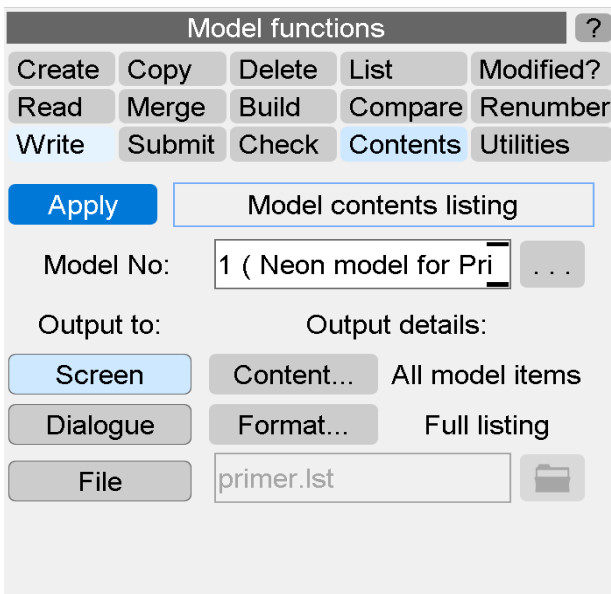 Model functions ?
Create Copy Delete List Modified?
Read Merge Build Compare Renumber
Write Submit Check Contents Utilities
Apply Model contents listing
Model No: 1 ( Neon model for Pri ...
Output to: Output details:
Screen Content... All model items
Dialogue Format... Full listing
File primer.lst